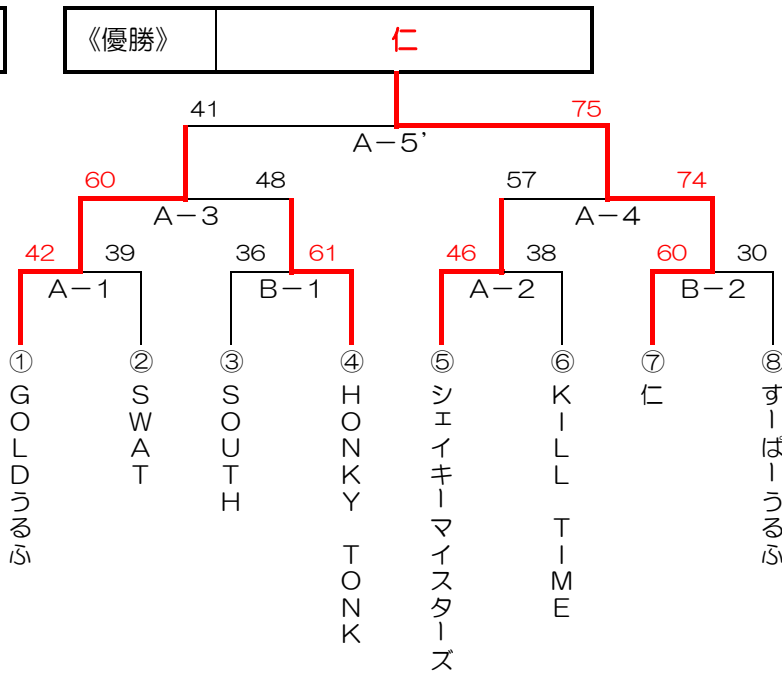 《優勝》 仁
41 75
A-5’
60 48 57 74
A-3 A-4
42 39 36 61 46 38 60 30
A-1 B-1 A-2 B-2
① ② ③ ④ ⑤ ⑥ ⑦ ⑧
GOLDうるふ
SWAT
SOUTH
HONKY TONK
シェイキーマイスターズ
KILL TIME
仁
すーぱーうるふ